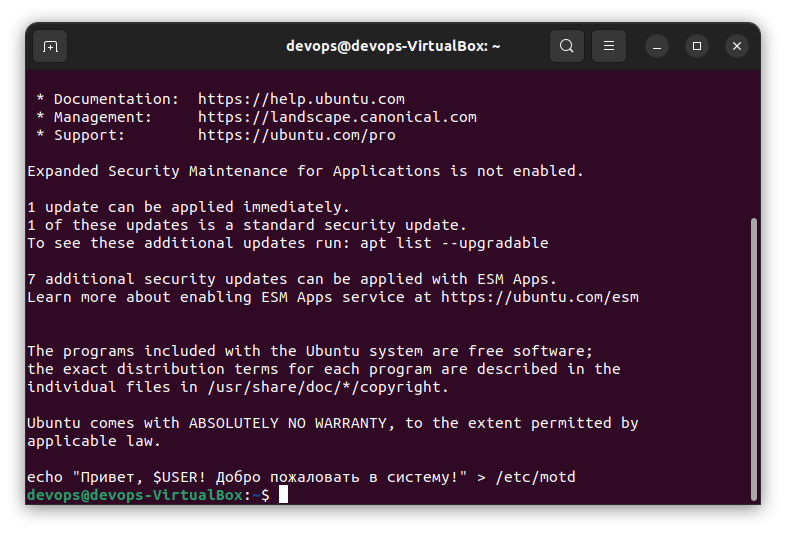 devops@devops-VirtualBox: ~
* Documentation:  https://help.ubuntu.com
* Management:     https://landscape.canonical.com
* Support:        https://ubuntu.com/pro
Expanded Security Maintenance for Applications is not enabled.
1 update can be applied immediately.
1 of these updates is a standard security update.
To see these additional updates run: apt list --upgradable
7 additional security updates can be applied with ESM Apps.
Learn more about enabling ESM Apps service at https://ubuntu.com/esm
The programs included with the Ubuntu system are free software;
the exact distribution terms for each program are described in the
individual files in /usr/share/doc/*/copyright.
Ubuntu comes with ABSOLUTELY NO WARRANTY, to the extent permitted by
applicable law.
echo "Привет, $USER! Добро пожаловать в систему!" > /etc/motd
devops@devops-VirtualBox:~$